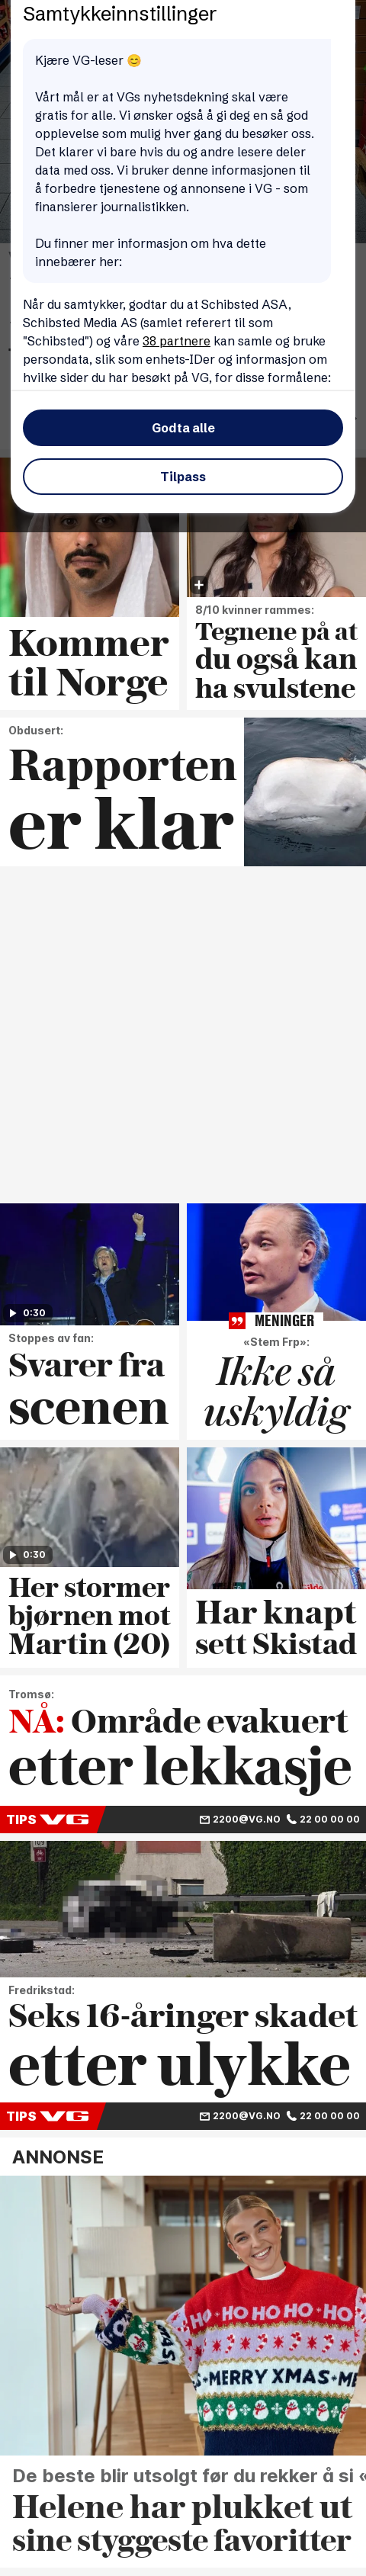 Samtykkeinnstillinger
Kjære VG-leser 😊
Vårt mål er at VGs nyhetsdekning skal være
gratis for alle. Vi ønsker også å gi deg en så god
opplevelse som mulig hver gang du besøker oss.
Det klarer vi bare hvis du og andre lesere deler
data med oss. Vi bruker denne informasjonen til
å forbedre tjenestene og annonsene i VG - som
finansierer journalistikken.
Du finner mer informasjon om hva dette
innebærer her:
Når du samtykker, godtar du at Schibsted ASA,
Schibsted Media AS (samlet referert til som
"Schibsted") og våre 38 partnere kan samle og bruke
persondata, slik som enhets-IDer og informasjon om
hvilke sider du har besøkt på VG, for disse formålene:
Godta alle
Tilpass
Kommer
til Norge
8/10 kvinner rammes:
Tegnene på at
du også kan
ha svulstene
Obdusert:
Rapporten
er klar
0:30
Stoppes av fan:
Svarer fra
scenen
MENINGER
«Stem Frp»:
Ikke så
uskyldig
0:30
Her stormer
bjørnen mot
Martin (20)
Har knapt
sett Skistad
Tromsø:
NÅ: Område evakuert
etter lekkasje
TIPS VG 2200@VG.NO 22 00 00 00
Fredrikstad:
Seks 16-åringer skadet
etter ulykke
TIPS VG 2200@VG.NO 22 00 00 00
ANNONSE
HO HO HO HO
MERRY XMAS ME
De beste blir utsolgt før du rekker å si «
Helene har plukket ut
sine styggeste favoritter